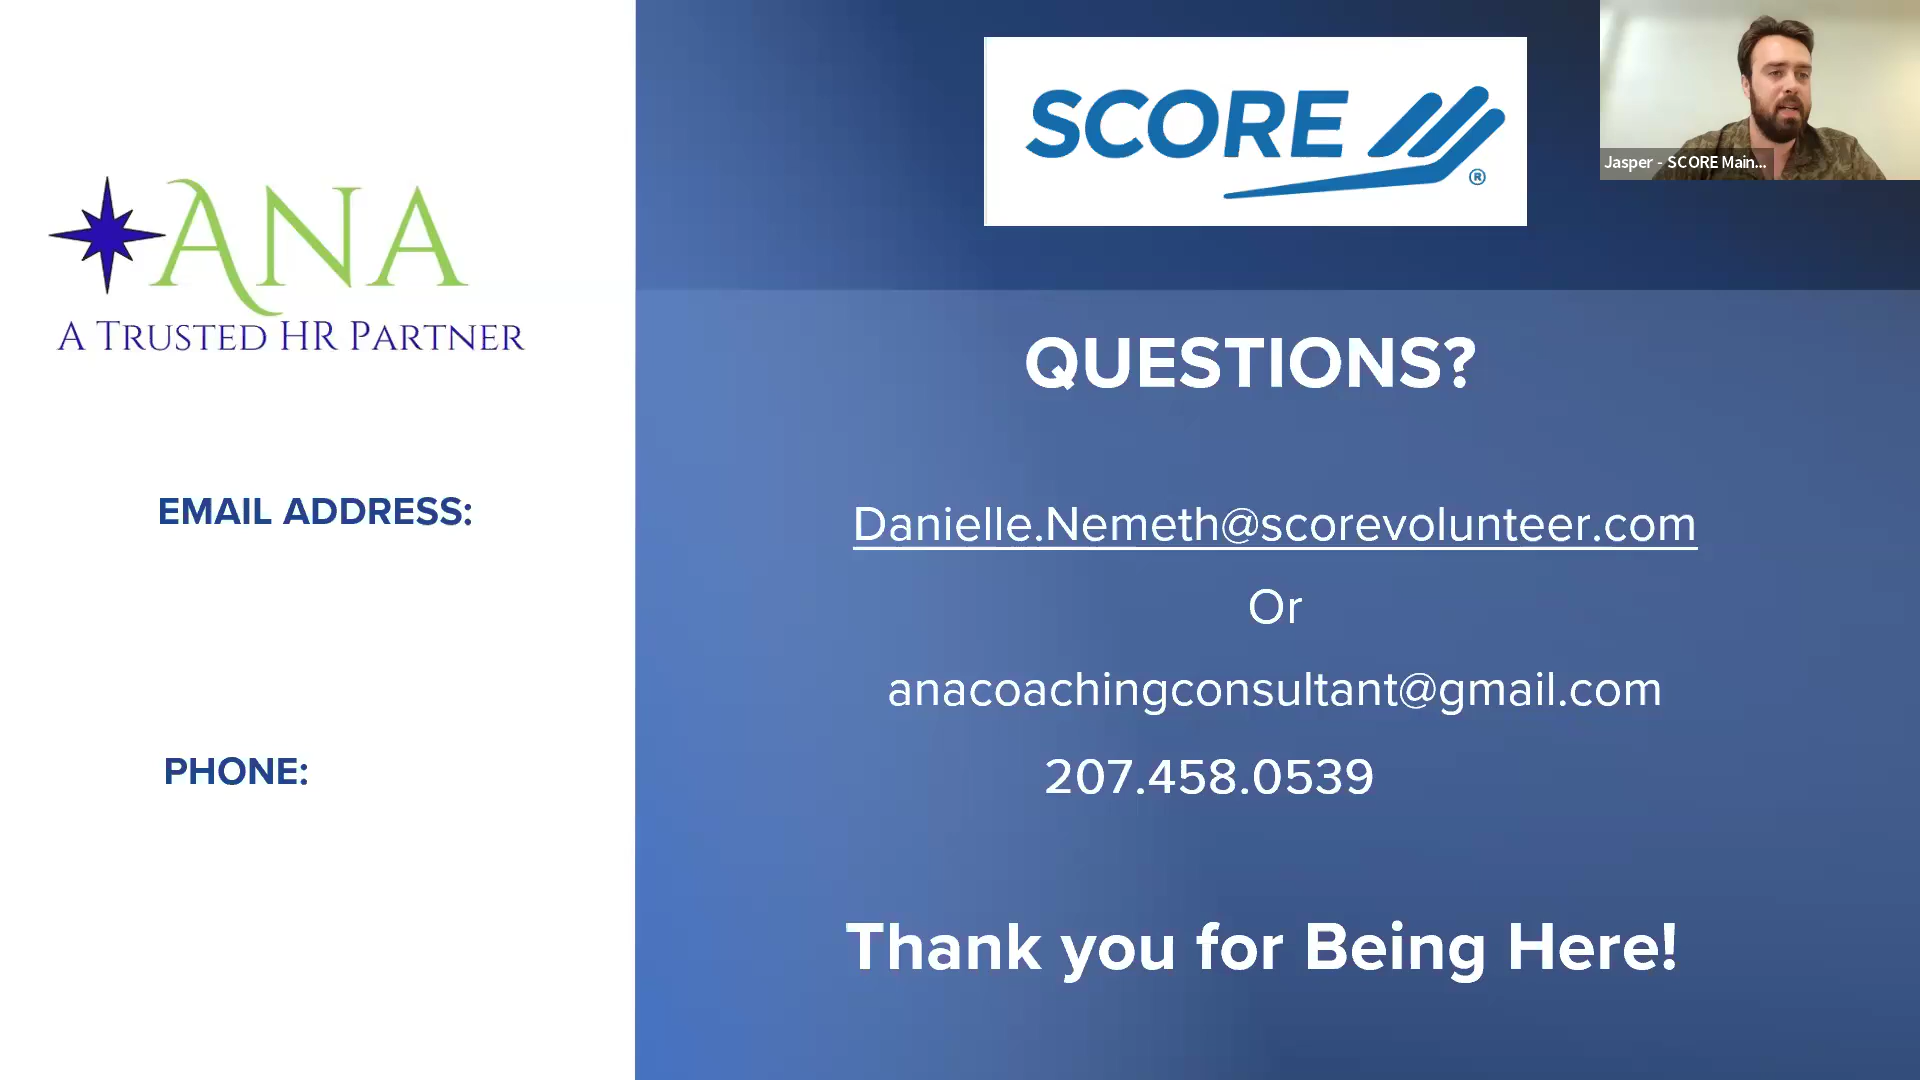 SCORE
®
Jasper - SCORE Main...
ANA
A TRUSTED HR PARTNER
QUESTIONS?
EMAIL ADDRESS:
Danielle.Nemeth@scorevolunteer.com
Or
anacoachingconsultant@gmail.com
PHONE:
207.458.0539
Thank you for Being Here!